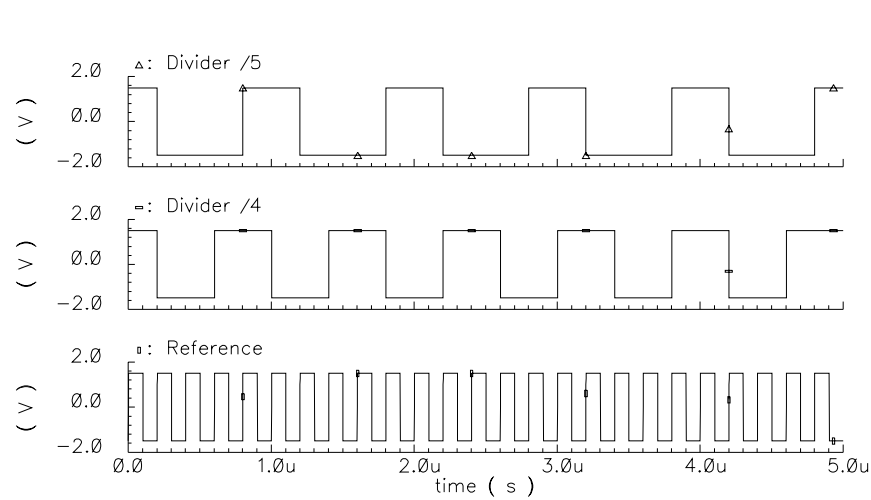 : Divider /5
2.0
( V ) 0.0
-2.0
: Divider /4
2.0
( V ) 0.0
-2.0
: Reference
2.0
( V ) 0.0
-2.0
0.0 1.0u 2.0u 3.0u 4.0u 5.0u
time ( s )